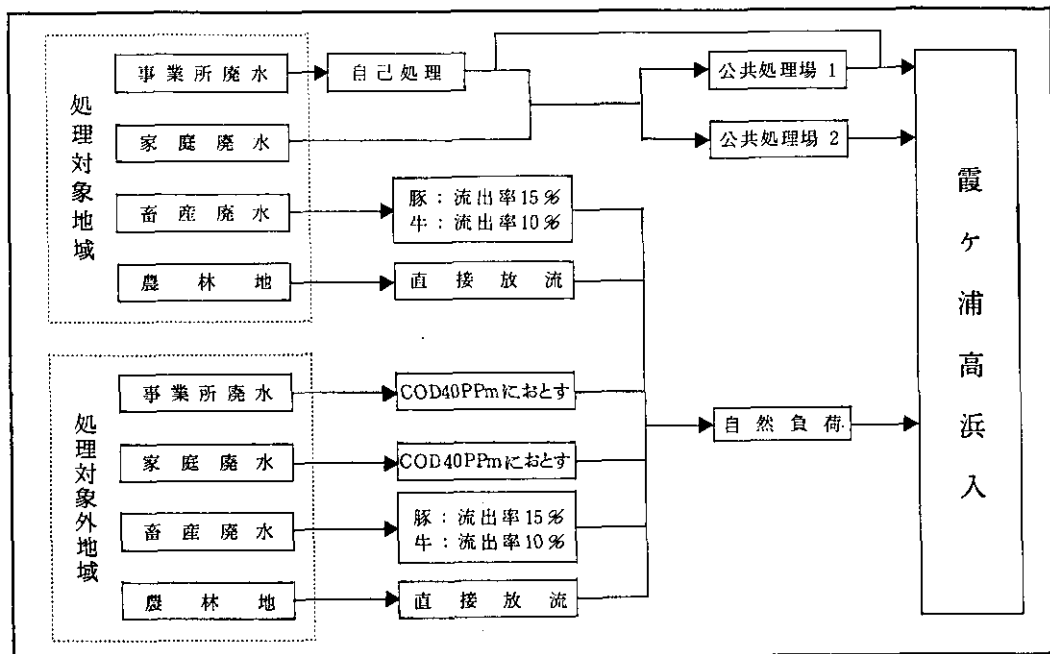 処理対象地域
事業所廃水
自己処理
公共処理場 1
家庭廃水
公共処理場 2
畜産廃水
豚:流出率15%
牛:流出率10%
農林地
直接放流
処理対象外地域
事業所廃水
COD40PPmにおとす
家庭廃水
COD40PPmにおとす
畜産廃水
豚:流出率15%
牛:流出率10%
農林地
直接放流
自然負荷
霞ヶ浦高浜入